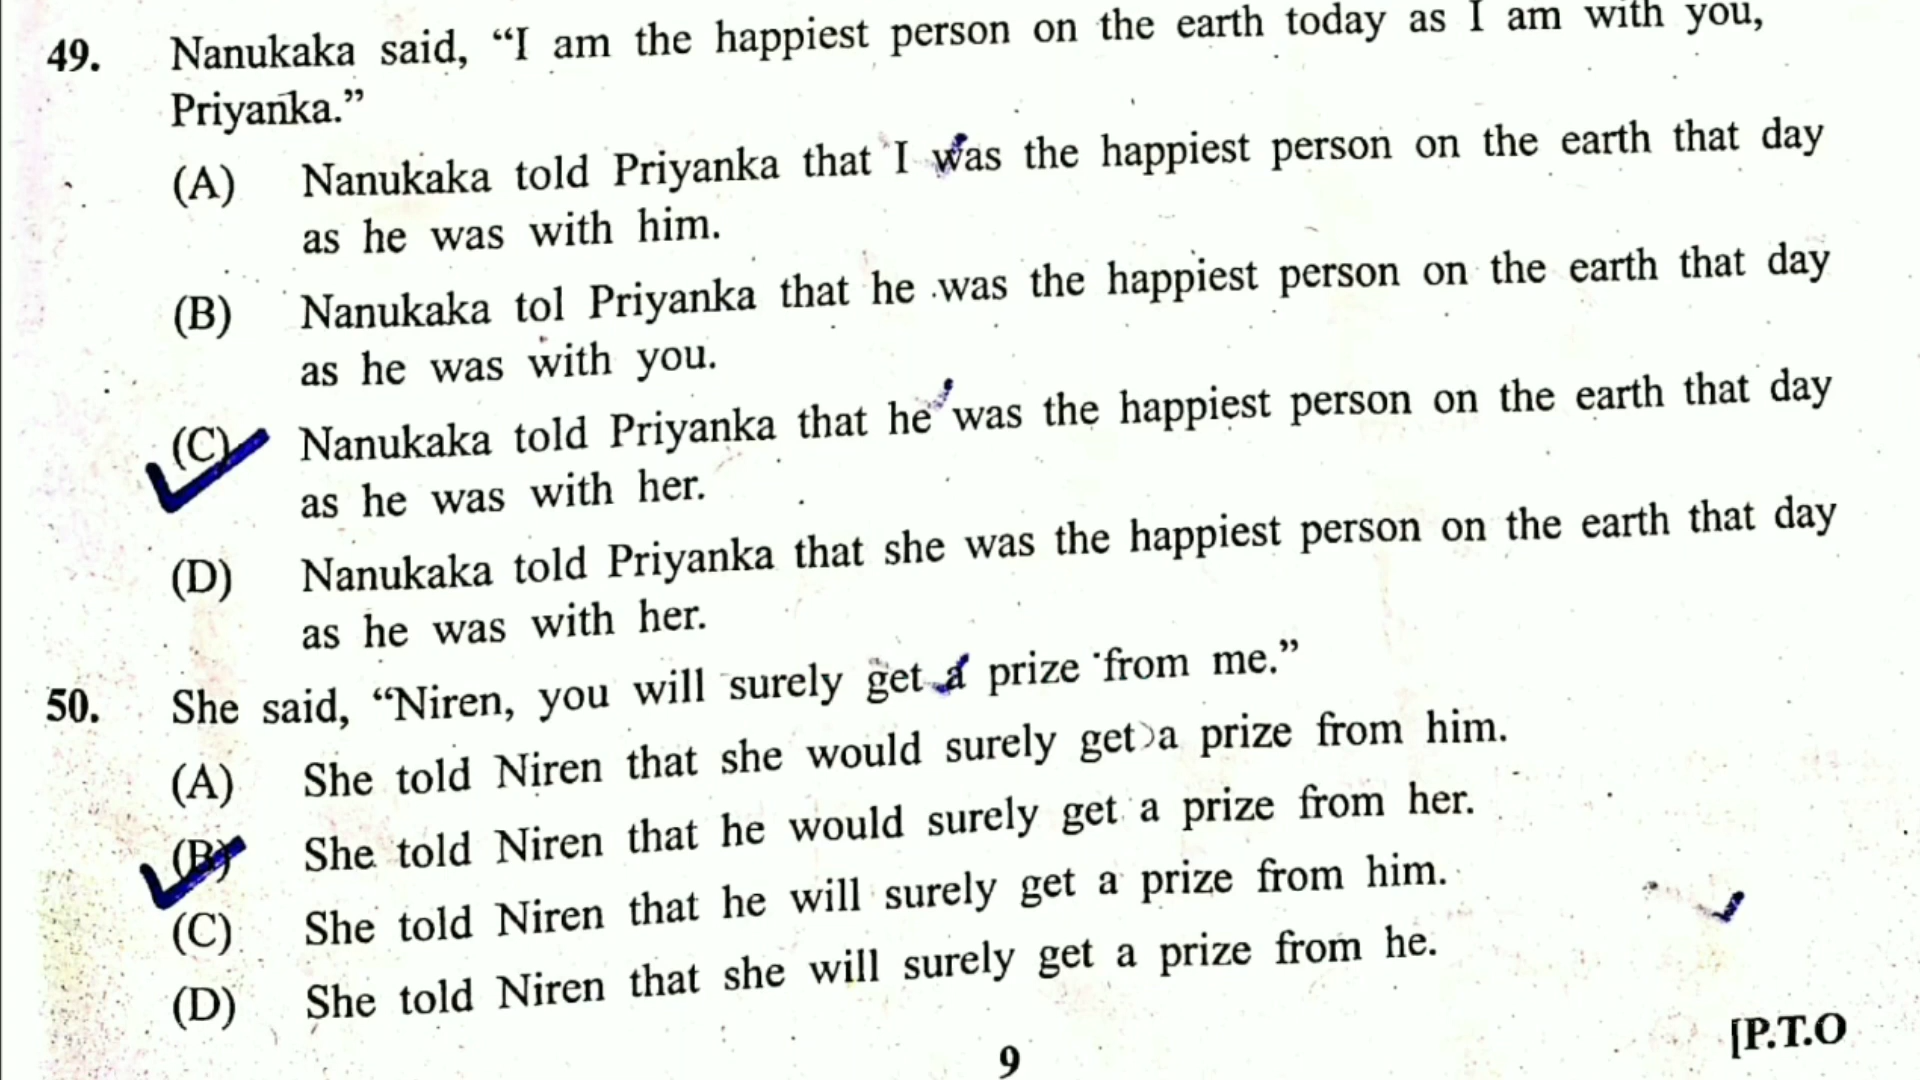 49. Nanukaka said, “I am the happiest person on the earth today as I am with you,
Priyanka.”
(A) Nanukaka told Priyanka that I was the happiest person on the earth that day
as he was with him.
(B) Nanukaka tol Priyanka that he was the happiest person on the earth that day
as he was with you.
(C) Nanukaka told Priyanka that he was the happiest person on the earth that day
as he was with her.
(D) Nanukaka told Priyanka that she was the happiest person on the earth that day
as he was with her.
50. She said, “Niren, you will surely get a prize from me.”
(A) She told Niren that she would surely get a prize from him.
(B) She told Niren that he would surely get a prize from her.
(C) She told Niren that he will surely get a prize from him.
(D) She told Niren that she will surely get a prize from he.
9
[P.T.O